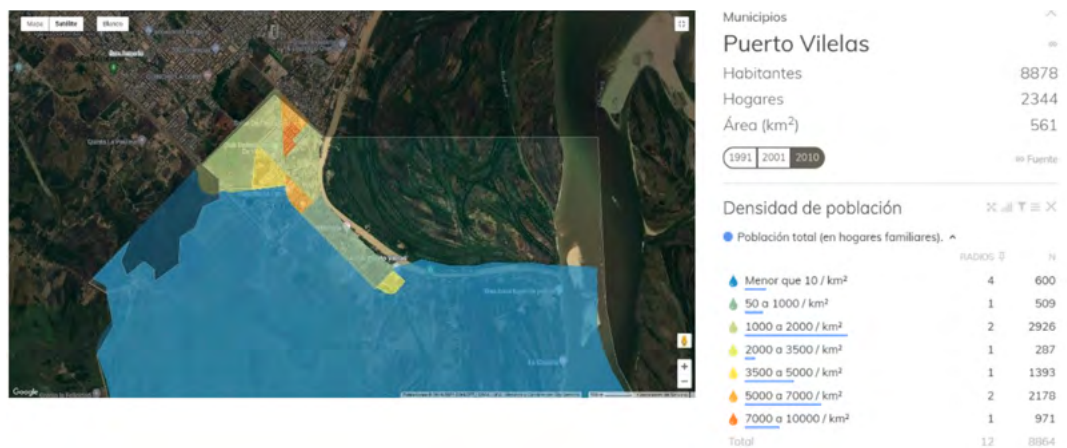 Mapa Satélite Blanco
Google
Municipios
Puerto Vilelas
Habitantes 8878
Hogares 2344
Área (km²) 561
1991 2001 2010
Fuente
Densidad de población
Población total (en hogares familiares).
RADIOS N
Menor que 10 / km² 4 600
50 a 1000 / km² 1 509
1000 a 2000 / km² 2 2926
2000 a 3500 / km² 1 287
3500 a 5000 / km² 1 1393
5000 a 7000 / km² 2 2178
7000 a 10000 / km² 1 971
Total 12 8864